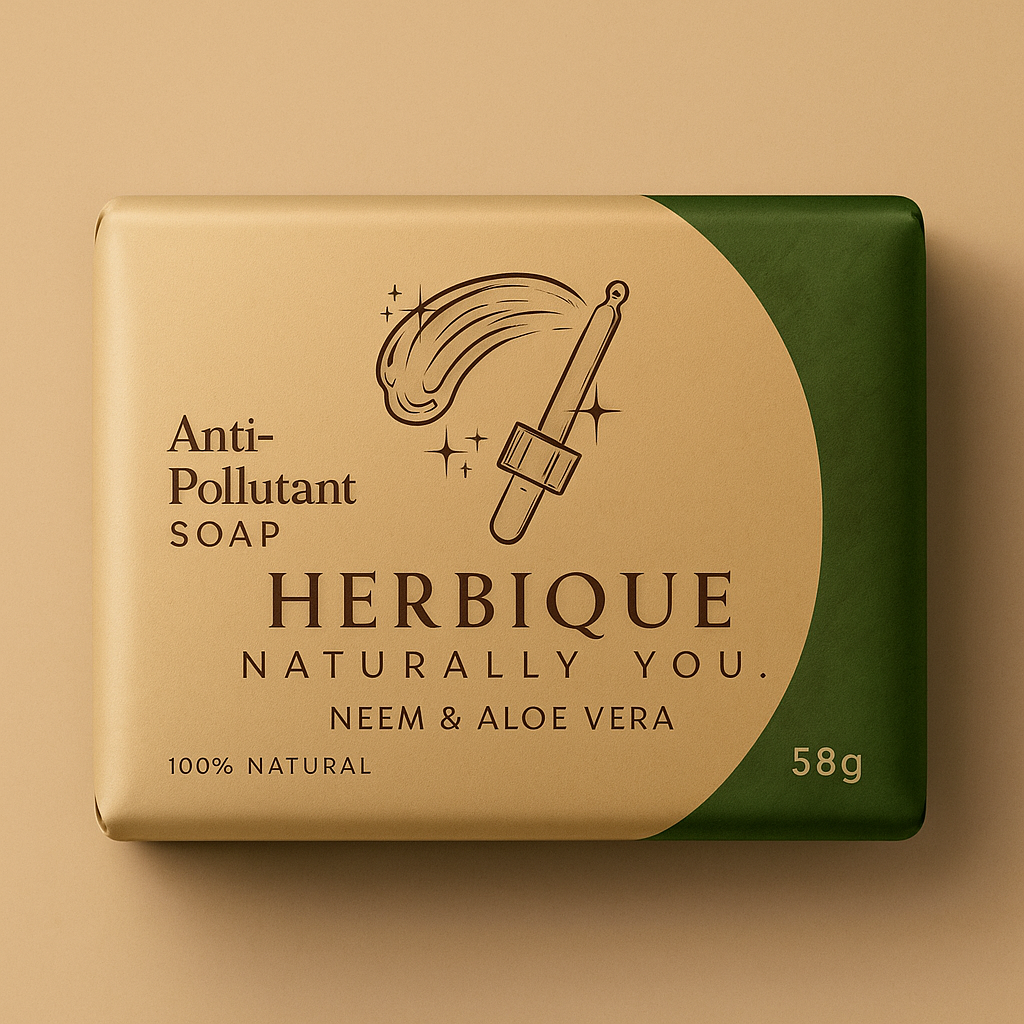 Anti-
Pollutant
SOAP
HERBIQUE
NATURALLY YOU.
NEEM & ALOE VERA
100% NATURAL
58g